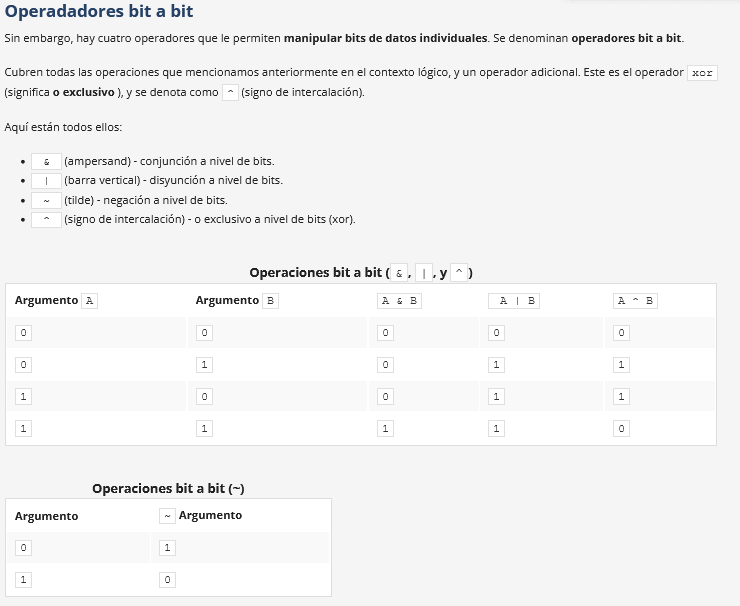 Operadadores bit a bit
Sin embargo, hay cuatro operadores que le permiten manipular bits de datos individuales. Se denominan operadores bit a bit.
Cubren todas las operaciones que mencionamos anteriormente en el contexto lógico, y un operador adicional. Este es el operador xor
(significa o exclusivo ), y se denota como ^ (signo de intercalación).
Aquí están todos ellos:
• & (ampersand) - conjunción a nivel de bits.
• | (barra vertical) - disyunción a nivel de bits.
• ~ (tilde) - negación a nivel de bits.
• ^ (signo de intercalación) - o exclusivo a nivel de bits (xor).
Operaciones bit a bit ( & , | , y ^ )
Argumento A Argumento B A & B A | B A ^ B
0 0 0 0 0
0 1 0 1 1
1 0 0 1 1
1 1 1 1 0
Operaciones bit a bit (~)
Argumento ~ Argumento
0 1
1 0